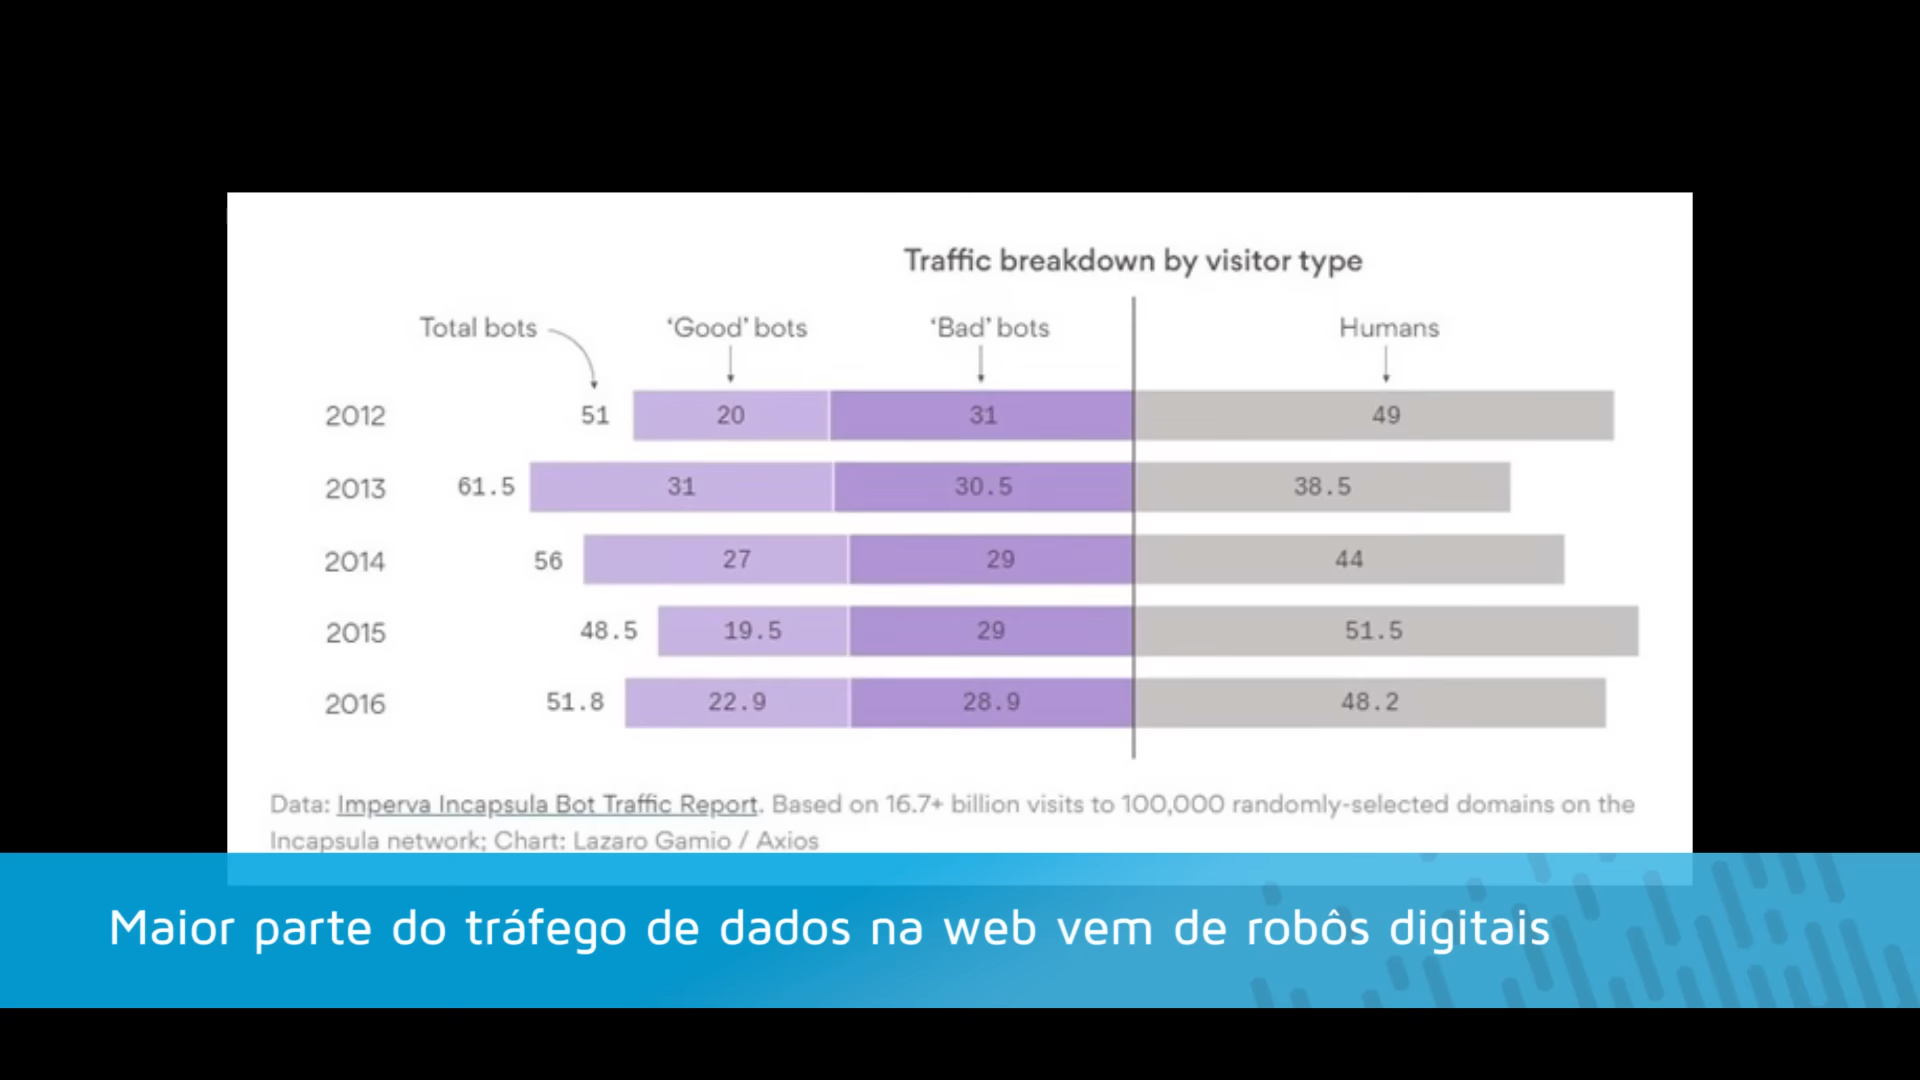 Traffic breakdown by visitor type
Total bots ‘Good’ bots ‘Bad’ bots Humans
2012 51 20 31 49
2013 61.5 31 30.5 38.5
2014 56 27 29 44
2015 48.5 19.5 29 51.5
2016 51.8 22.9 28.9 48.2
Data: Imperva Incapsula Bot Traffic Report. Based on 16.7+ billion visits to 100,000 randomly-selected domains on the
Incapsula network; Chart: Lazaro Gamio / Axios
Maior parte do tráfego de dados na web vem de robôs digitais